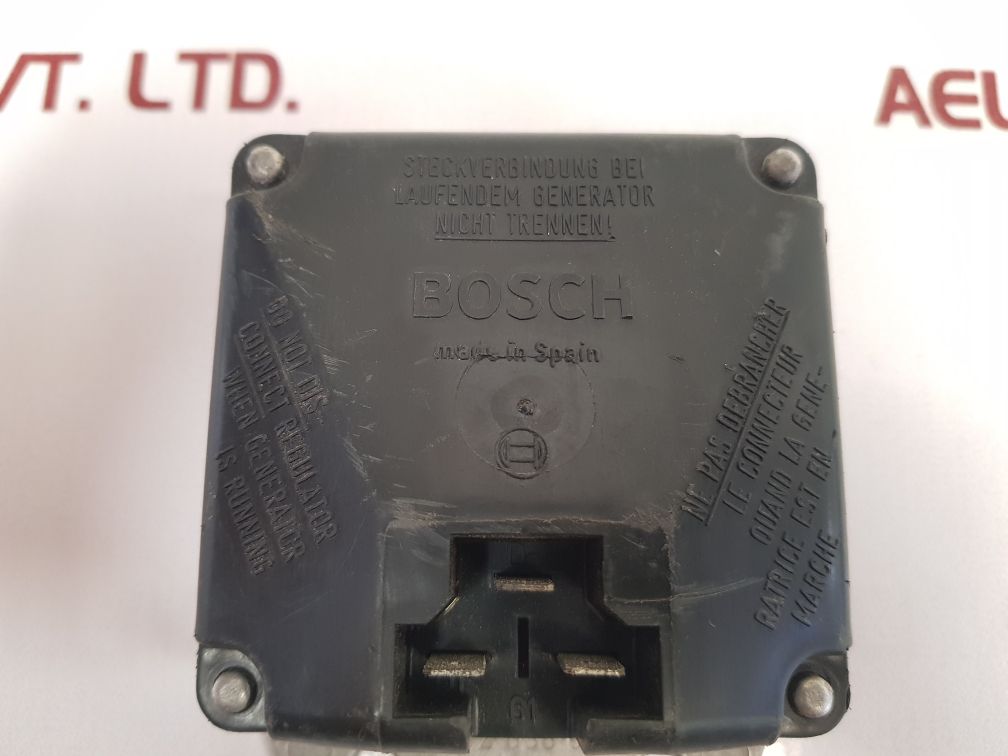 VT. LTD.
AEU
STECKVERBINDUNG BEI
LAUFENDEM GENERATOR
NICHT TRENNEN!
BOSCH
made in Spain
DO NOT DIS-
CONNECT REGULATOR
WHEN GENERATOR
IS RUNNING
NE PAS DEBRANCHER
LE CONNECTEUR
QUAND LA GENE-
RATRICE EST EN
MARCHE
61